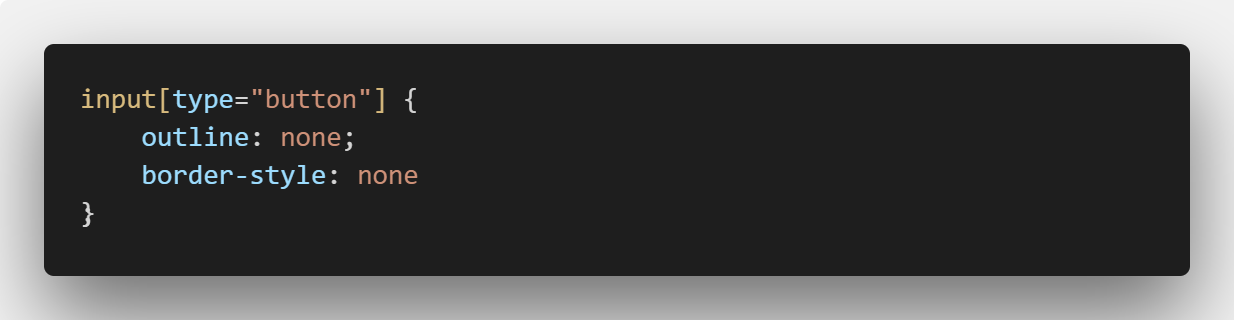 input[type="button"] {
    outline: none;
    border-style: none
}